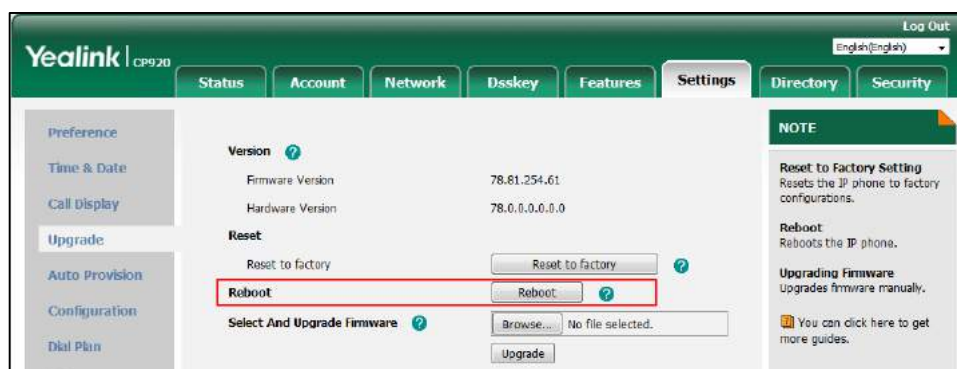 Log Out
Yealink CP920
English(English)
Status Account Network Dsskey Features Settings Directory Security
Preference
Time & Date
Call Display
Upgrade
Auto Provision
Configuration
Dial Plan
Version ?
Firmware Version 78.81.254.61
Hardware Version 78.0.0.0.0.0.0
Reset
Reset to factory Reset to factory ?
Reboot Reboot ?
Select And Upgrade Firmware ? Browse... No file selected.
Upgrade
NOTE
Reset to Factory Setting
Resets the IP phone to factory
configurations.
Reboot
Reboots the IP phone.
Upgrading Firmware
Upgrades firmware manually.
You can click here to get
more guides.